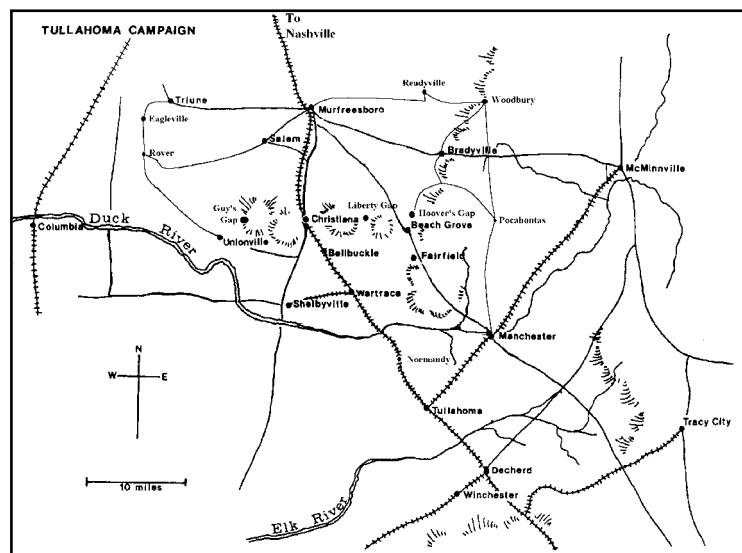 TULLAHOMA CAMPAIGN
To
Nashville
Triune
Readyville
Woodbury
Murfreesboro
Eagleville
Salem
Bradyville
Rover
McMinnville
Guy's
Gap
Liberty Gap
Hoover's Gap
Christiana
Pocahontas
Beach Grove
Duck
River
Columbia
Unionville
Bellbuckle
Fairfield
Wartrace
Shelbyville
Manchester
N
W
E
S
Normandy
Tullahoma
Tracy City
Decherd
10 miles
Winchester
Elk River